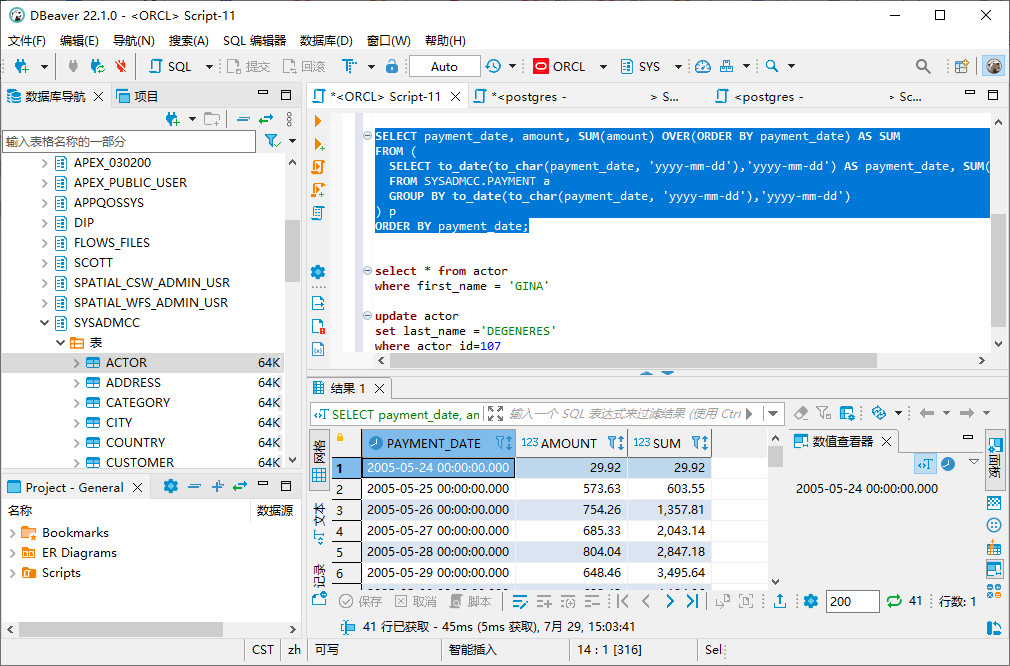 DBeaver 22.1.0 - <ORCL> Script-11
文件(F) 编辑(E) 导航(N) 搜索(A) SQL 编辑器 数据库(D) 窗口(W) 帮助(H)
SQL 提交 回滚 Auto ORCL SYS
数据库导航 项目
输入表格名称的一部分
APEX_030200
APEX_PUBLIC_USER
APPQOSSYS
DIP
FLOWS_FILES
SCOTT
SPATIAL_CSW_ADMIN_USR
SPATIAL_WFS_ADMIN_USR
SYSADMCC
表
ACTOR 64K
ADDRESS 64K
CATEGORY 64K
CITY 64K
COUNTRY 64K
CUSTOMER 64K
Project - General
名称 数据源
Bookmarks
ER Diagrams
Scripts
*<ORCL> Script-11 *<postgres - > S... <postgres - > Sc...
SELECT payment_date, amount, SUM(amount) OVER(ORDER BY payment_date) AS SUM
FROM (
SELECT to_date(to_char(payment_date, 'yyyy-mm-dd'),'yyyy-mm-dd') AS payment_date, SUM(
FROM SYSADMCC.PAYMENT a
GROUP BY to_date(to_char(payment_date, 'yyyy-mm-dd'),'yyyy-mm-dd')
) p
ORDER BY payment_date;
select * from actor
where first_name = 'GINA'
update actor
set last_name ='DEGENERES'
where actor_id=107
结果 1
SELECT payment_date, an 输入一个 SQL 表达式来过滤结果 (使用 Ctrl
网格
文本
记录
PAYMENT_DATE 123 AMOUNT 123 SUM
1 2005-05-24 00:00:00.000 29.92 29.92
2 2005-05-25 00:00:00.000 573.63 603.55
3 2005-05-26 00:00:00.000 754.26 1,357.81
4 2005-05-27 00:00:00.000 685.33 2,043.14
5 2005-05-28 00:00:00.000 804.04 2,847.18
6 2005-05-29 00:00:00.000 648.46 3,495.64
数值查看器
2005-05-24 00:00:00.000
面板
保存 取消 脚本 200 41 行数: 1
41 行已获取 - 45ms (5ms 获取), 7月 29, 15:03:41
CST zh 可写 智能插入 14 : 1 [316] Sel